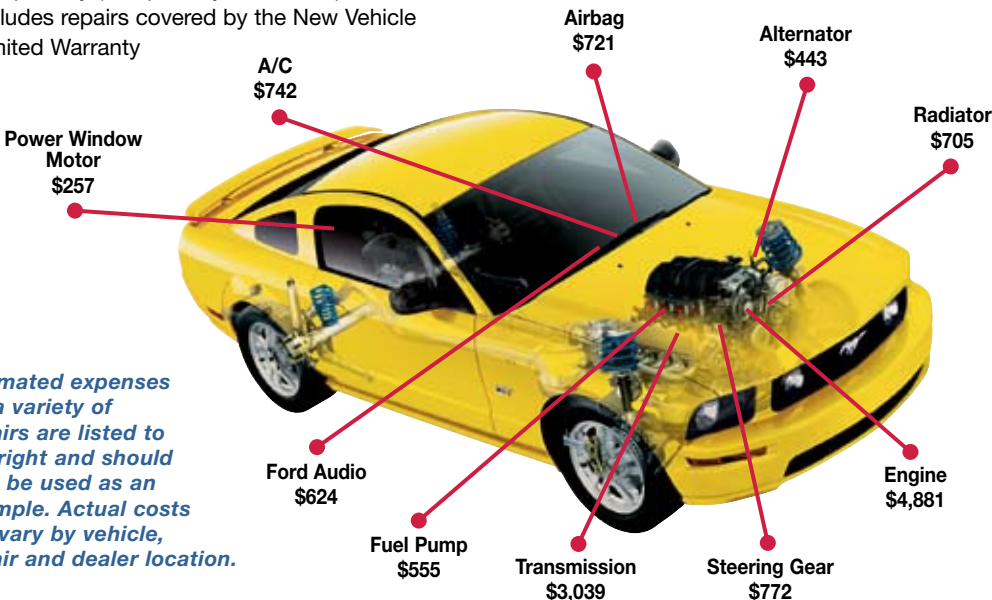 ludes repairs covered by the New Vehicle
mited Warranty
Airbag
$721
Alternator
$443
A/C
$742
Radiator
$705
Power Window
Motor
$257
mated expenses
a variety of
airs are listed to
right and should
be used as an
mple. Actual costs
vary by vehicle,
air and dealer location.
Ford Audio
$624
Engine
$4,881
Fuel Pump
$555
Transmission
$3,039
Steering Gear
$772